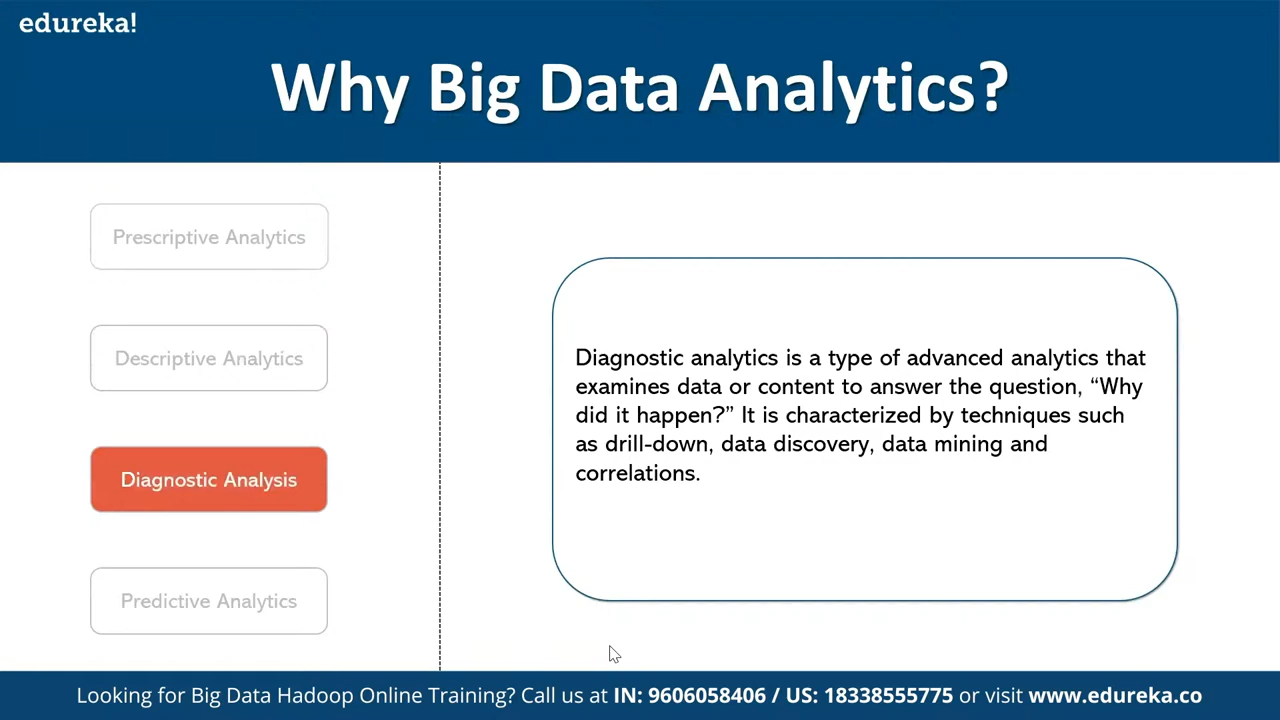 edureka!
Why Big Data Analytics?
Prescriptive Analytics
Descriptive Analytics
Diagnostic Analysis
Predictive Analytics
Diagnostic analytics is a type of advanced analytics that
examines data or content to answer the question, “Why
did it happen?” It is characterized by techniques such
as drill-down, data discovery, data mining and
correlations.
Looking for Big Data Hadoop Online Training? Call us at IN: 9606058406 / US: 18338555775 or visit www.edureka.co